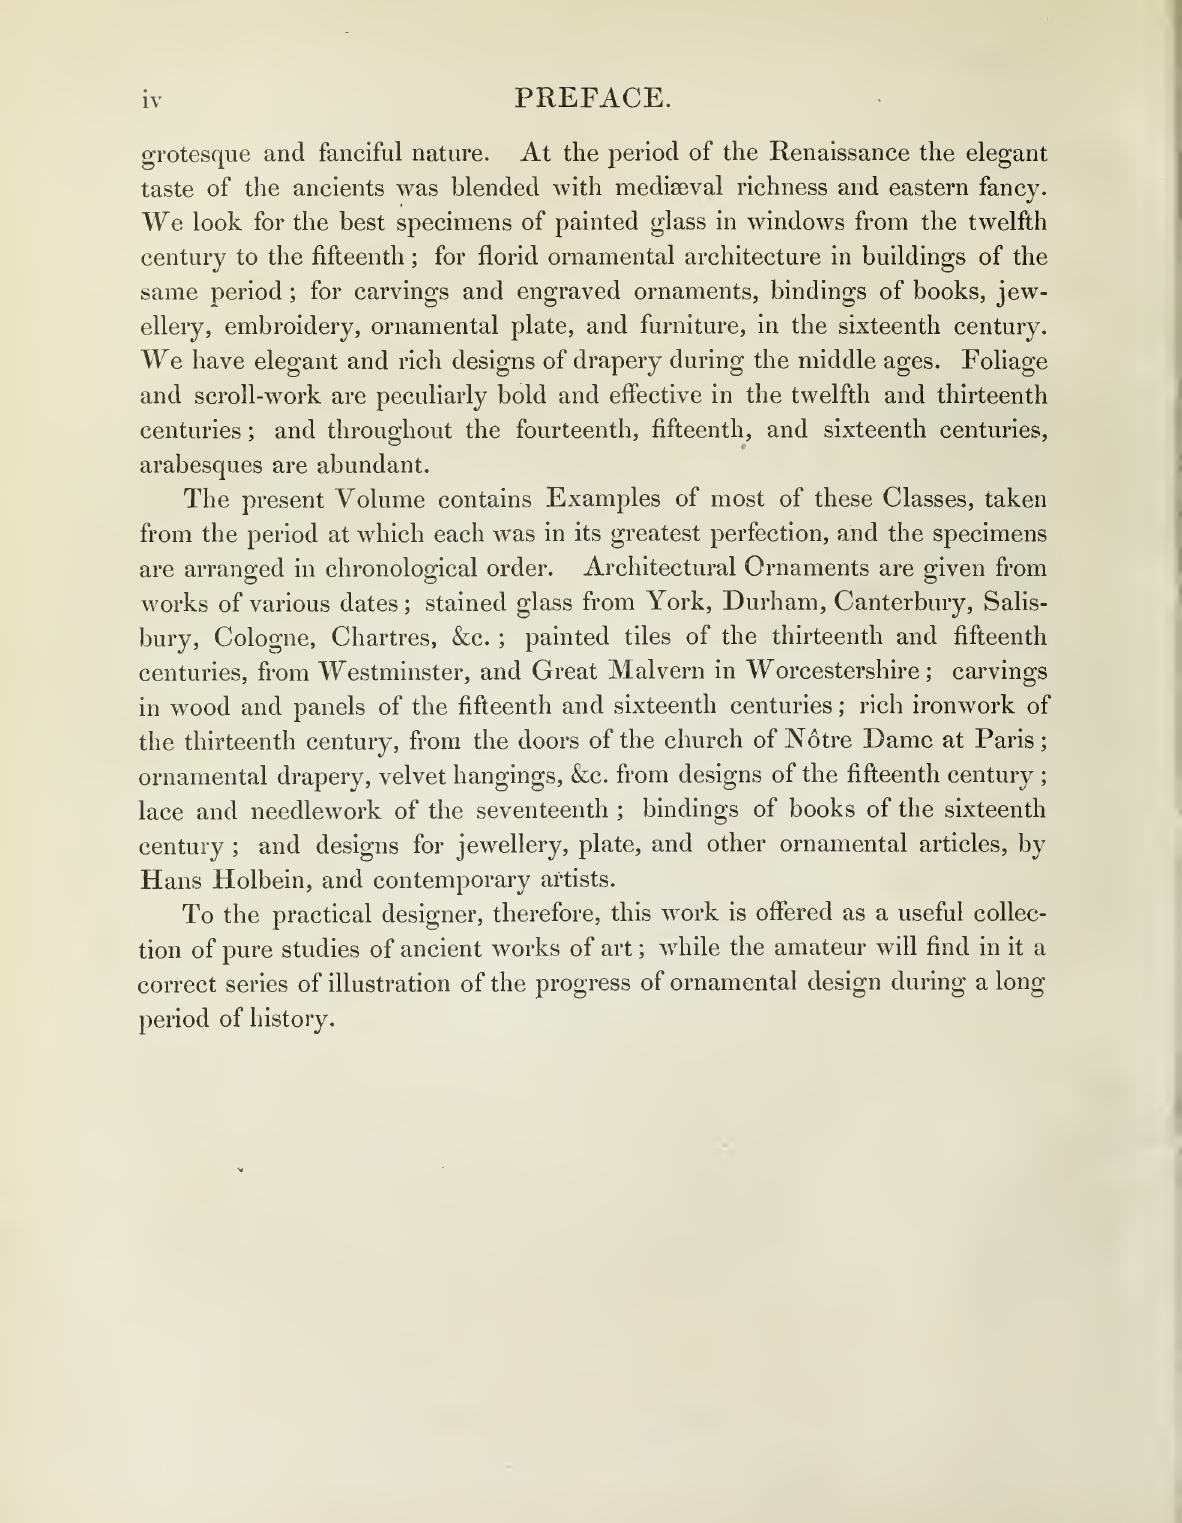 iv PREFACE.
grotesque and fanciful nature. At the period of the Renaissance the elegant
taste of the ancients was blended with mediæval richness and eastern fancy.
We look for the best specimens of painted glass in windows from the twelfth
century to the fifteenth ; for florid ornamental architecture in buildings of the
same period ; for carvings and engraved ornaments, bindings of books, jew-
ellery, embroidery, ornamental plate, and furniture, in the sixteenth century.
We have elegant and rich designs of drapery during the middle ages. Foliage
and scroll-work are peculiarly bold and effective in the twelfth and thirteenth
centuries ; and throughout the fourteenth, fifteenth, and sixteenth centuries,
arabesques are abundant.
The present Volume contains Examples of most of these Classes, taken
from the period at which each was in its greatest perfection, and the specimens
are arranged in chronological order. Architectural Ornaments are given from
works of various dates ; stained glass from York, Durham, Canterbury, Salis-
bury, Cologne, Chartres, &c. ; painted tiles of the thirteenth and fifteenth
centuries, from Westminster, and Great Malvern in Worcestershire ; carvings
in wood and panels of the fifteenth and sixteenth centuries ; rich ironwork of
the thirteenth century, from the doors of the church of Nôtre Dame at Paris ;
ornamental drapery, velvet hangings, &c. from designs of the fifteenth century ;
lace and needlework of the seventeenth ; bindings of books of the sixteenth
century ; and designs for jewellery, plate, and other ornamental articles, by
Hans Holbein, and contemporary artists.
To the practical designer, therefore, this work is offered as a useful collec-
tion of pure studies of ancient works of art ; while the amateur will find in it a
correct series of illustration of the progress of ornamental design during a long
period of history.